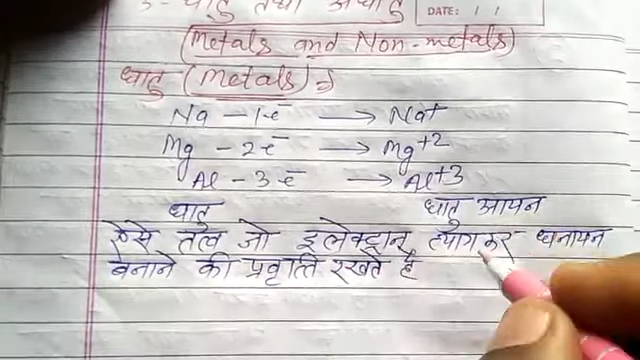 3- धातु तथा अधातु
DATE: / /
(Metals and Non-metals)
धातु (Metals) ⇒
Na - 1e⁻ → Na+
Mg - 2e⁻ → Mg+2
Al - 3e⁻ → Al+3
धातु धातु आयन
ऐसे तत्व जो इलेक्ट्रान त्यागकर धनायन
बनाने की प्रवृत्ति रखते है